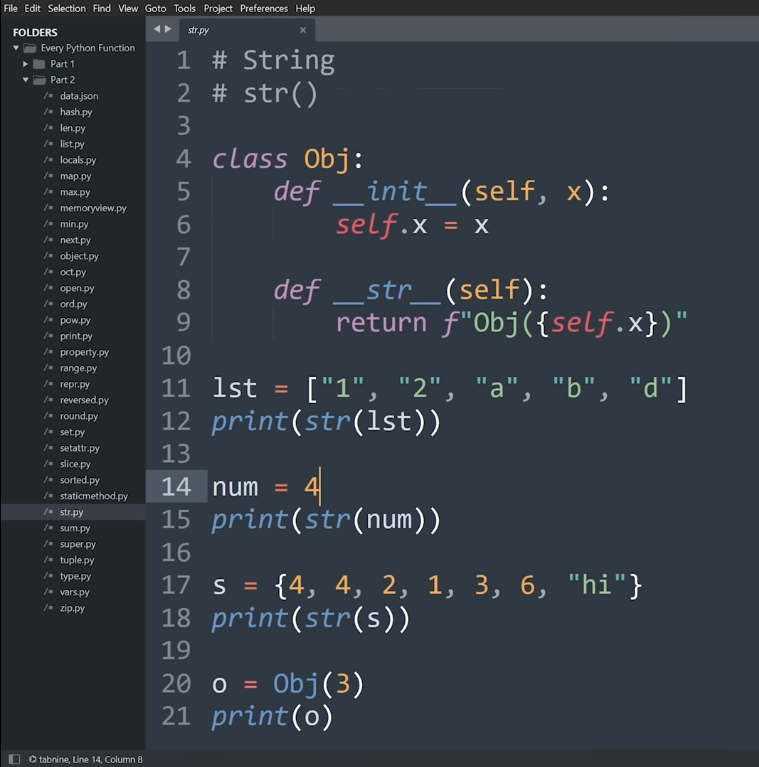 File Edit Selection Find View Goto Tools Project Preferences Help
FOLDERS
Every Python Function
Part 1
Part 2
data.json
hash.py
len.py
list.py
locals.py
map.py
max.py
memoryview.py
min.py
next.py
object.py
oct.py
open.py
ord.py
pow.py
print.py
property.py
range.py
repr.py
reversed.py
round.py
set.py
setattr.py
slice.py
sorted.py
staticmethod.py
str.py
sum.py
super.py
tuple.py
type.py
vars.py
zip.py
str.py
1 # String
2 # str()
3
4 class Obj:
5     def __init__(self, x):
6         self.x = x
7
8     def __str__(self):
9         return f"Obj({self.x})"
10
11 lst = ["1", "2", "a", "b", "d"]
12 print(str(lst))
13
14 num = 4
15 print(str(num))
16
17 s = {4, 4, 2, 1, 3, 6, "hi"}
18 print(str(s))
19
20 o = Obj(3)
21 print(o)
tabnine, Line 14, Column 8